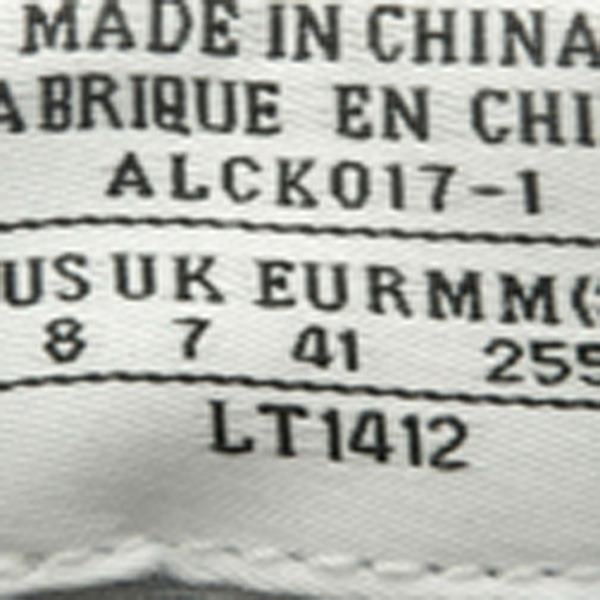 MADE IN CHINA
ABRIQUE EN CHI
ALCK017-1
US UK EUR MM(
8 7 41 255
LT1412